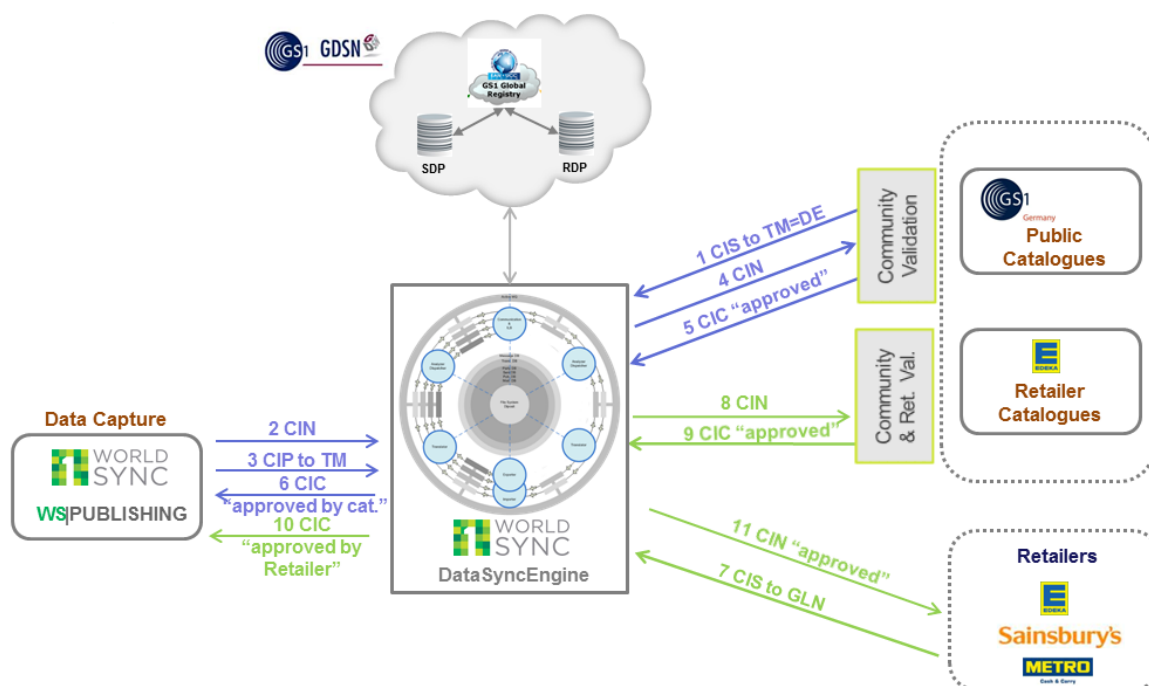 GS1 GDSN
GS1 Global
Registry
SDP
RDP
Community
Validation
GS1
Germany
Public
Catalogues
1 CIS to TM=DE
4 CIN
5 CIC “approved”
Community
& Ret. Val.
E
EDEKA
Retailer
Catalogues
8 CIN
9 CIC “approved”
Data Capture
1 WORLD
SYNC
WS|PUBLISHING
2 CIN
3 CIP to TM
6 CIC
“approved by cat.”
10 CIC
“approved by
Retailer”
1 WORLD
SYNC
DataSyncEngine
11 CIN “approved”
7 CIS to GLN
Retailers
E
EDEKA
Sainsbury's
METRO
Cash & Carry